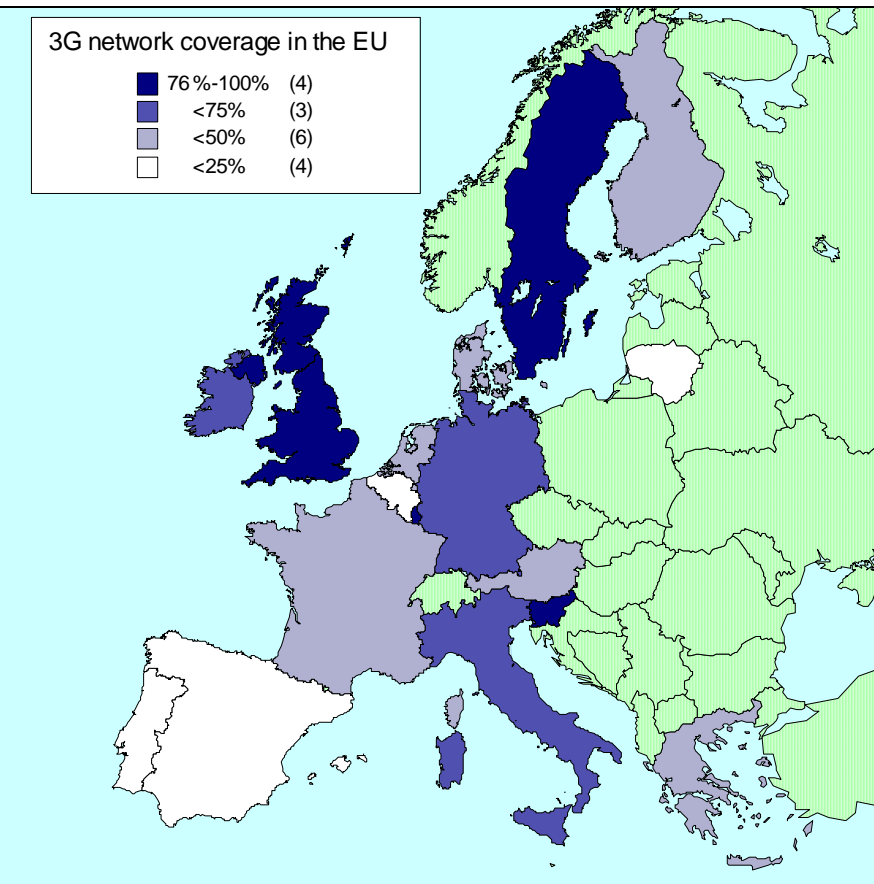 3G network coverage in the EU
76%-100% (4)
<75% (3)
<50% (6)
<25% (4)